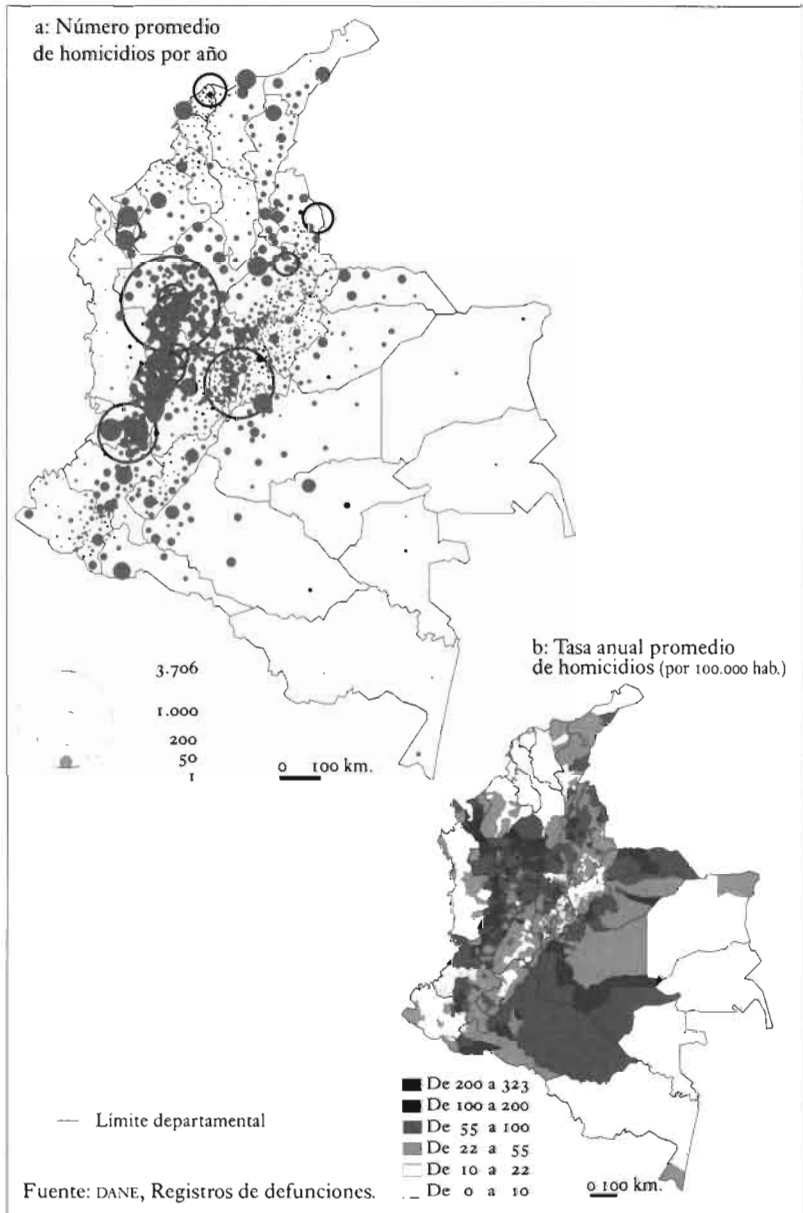 a: Número promedio
de homicidios por año
3.706
1.000
200
50
1
0 100 km.
b: Tasa anual promedio
de homicidios (por 100.000 hab.)
De 200 a 323
De 100 a 200
De 55 a 100
De 22 a 55
De 10 a 22
De 0 a 10
0 100 km.
Límite departamental
Fuente: DANE, Registros de defunciones.